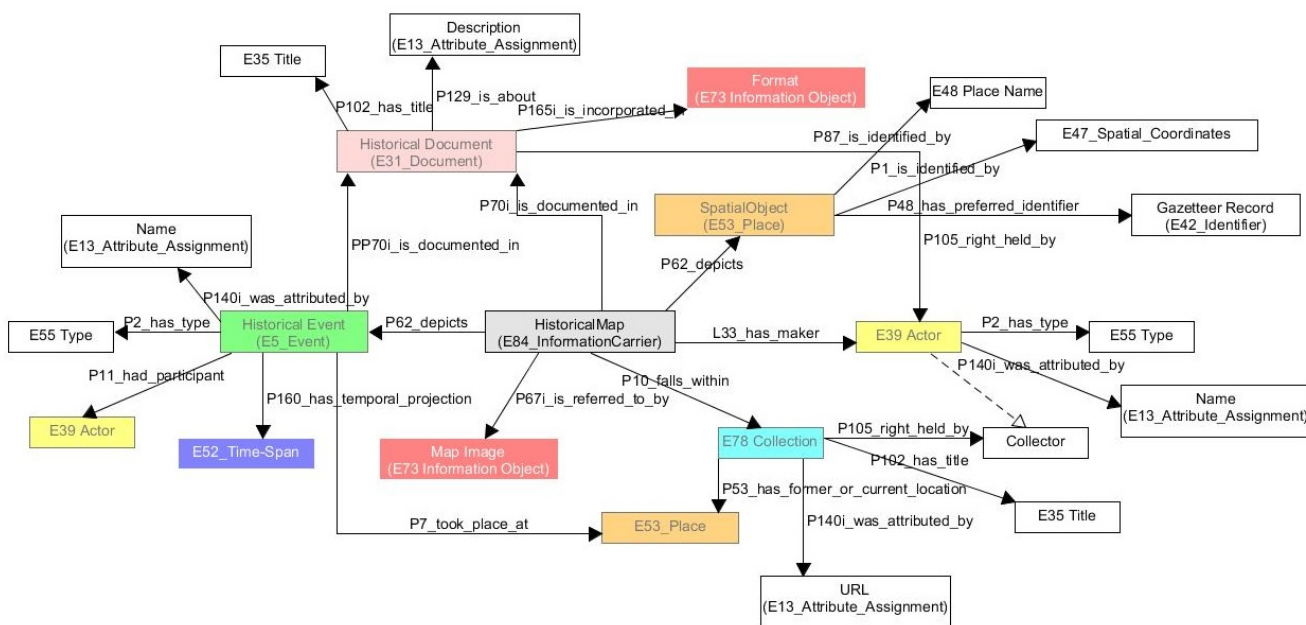 Description
(E13_Attribute_Assignment)
E35 Title
P102_has_title
P129_is_about
P165i_is_incorporated_in
Format
(E73 Information Object)
E48 Place Name
Historical Document
(E31_Document)
P87_is_identified_by
E47_Spatial_Coordinates
P1_is_identified_by
P70i_is_documented_in
SpatialObject
(E53_Place)
P48_has_preferred_identifier
Gazetteer Record
(E42_Identifier)
Name
(E13_Attribute_Assignment)
PP70i_is_documented_in
P105_right_held_by
P62_depicts
P140i_was_attributed_by
E55 Type
P2_has_type
Historical Event
(E5_Event)
P62_depicts
HistoricalMap
(E84_InformationCarrier)
L33_has_maker
E39 Actor
P2_has_type
E55 Type
P140i_was_attributed_by
P11_had_participant
P160_has_temporal_projection
P67i_is_referred_to_by
P10_falls_within
Name
(E13_Attribute_Assignment)
E39 Actor
E52_Time-Span
Map Image
(E73 Information Object)
E78 Collection
P105_right_held_by
Collector
P102_has_title
P53_has_former_or_current_location
E35 Title
P7_took_place_at
E53_Place
P140i_was_attributed_by
URL
(E13_Attribute_Assignment)